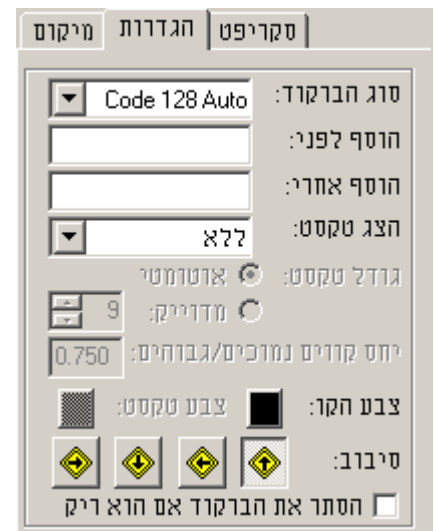 סקריפט הגדרות מיקום
סוג הברקוד: Code 128 Auto
הוסף לפני:
הוסף אחרי:
הצג טקסט: ללא
גודל טקסט: אוטומטי
מדוייק: 9
יחס קווים נמוכים/גבוהים: 0.750
צבע הקו: צבע טקסט:
סיבוב:
הסתר את הברקוד אם הוא ריק